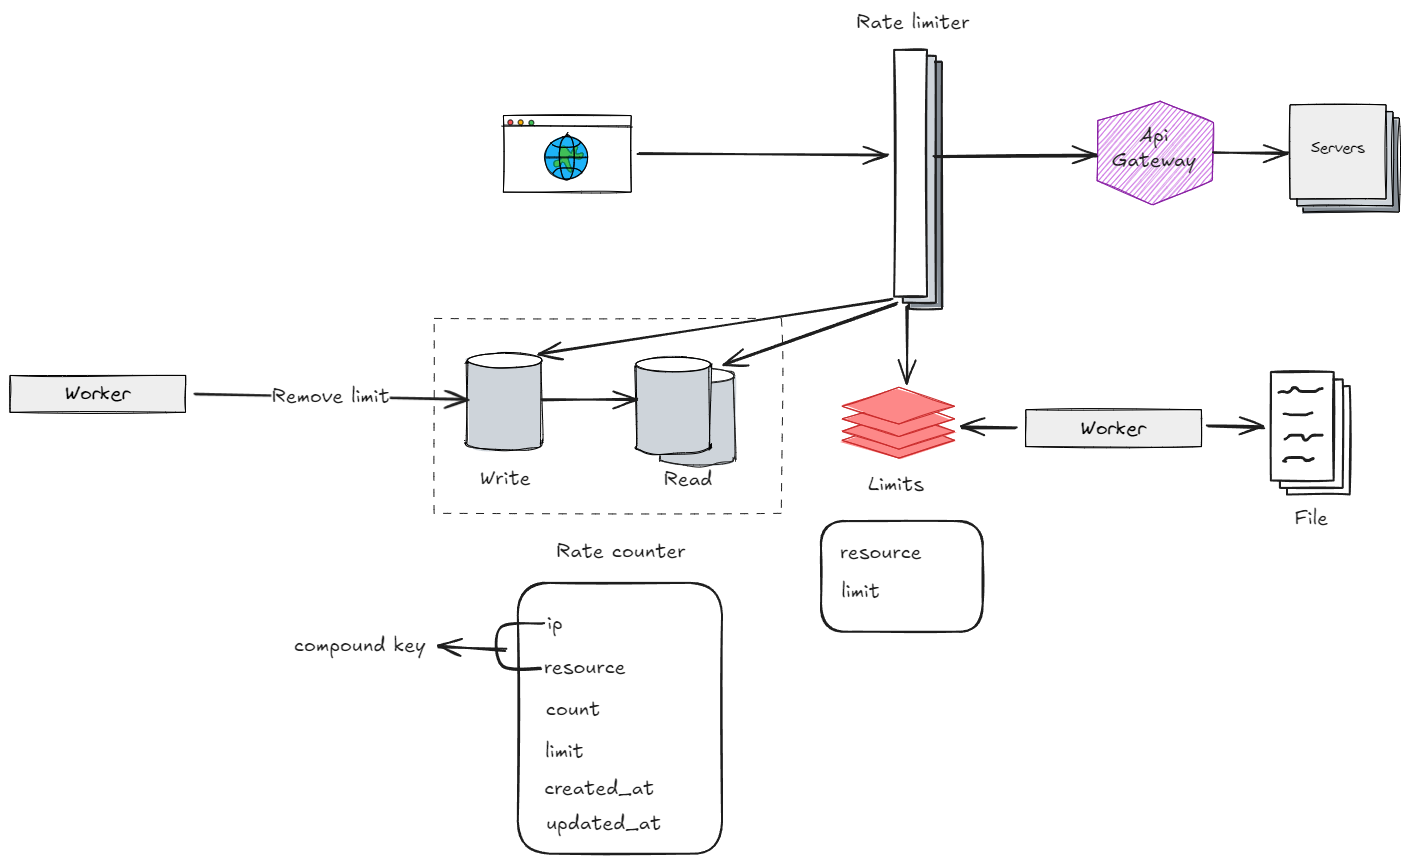 Rate limiter
Api
Gateway
Servers
Worker
Remove limit
Write
Read
Limits
Worker
File
Rate counter
resource
limit
compound key
ip
resource
count
limit
created_at
updated_at